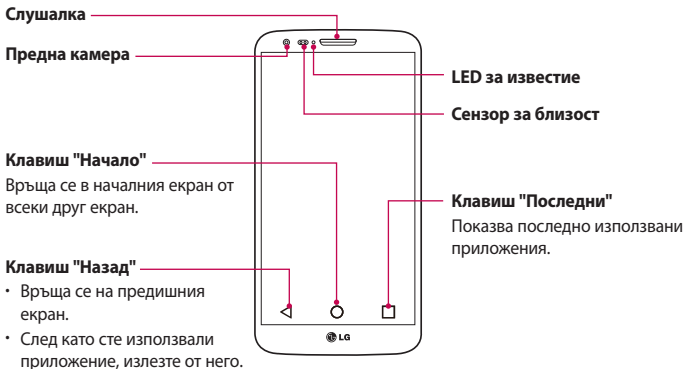 Слушалка
Предна камера
LED за известие
Сензор за близост
Клавиш "Начало"
Връща се в началния екран от
всеки друг екран.
Клавиш "Последни"
Показва последно използвани
приложения.
Клавиш "Назад"
• Връща се на предишния
екран.
• След като сте използвали
приложение, излезте от него.
LG